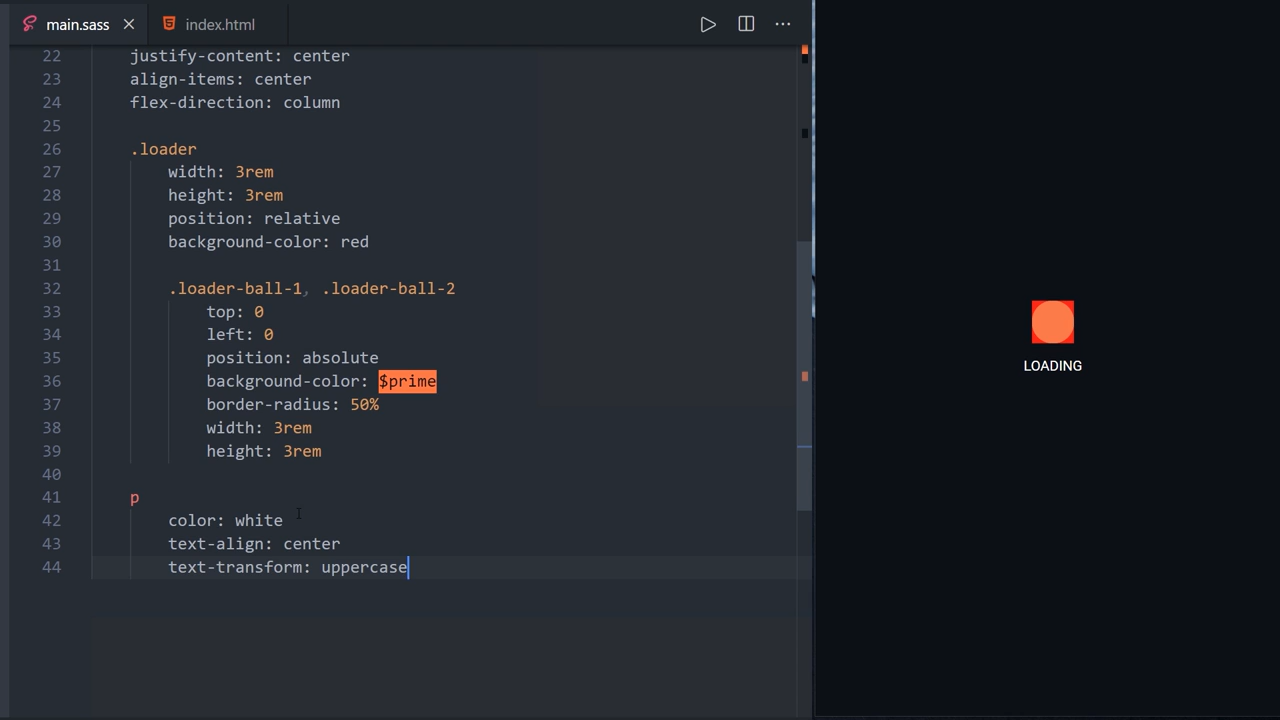 main.sass
index.html
22 justify-content: center
23 align-items: center
24 flex-direction: column
25
26 .loader
27 width: 3rem
28 height: 3rem
29 position: relative
30 background-color: red
31
32 .loader-ball-1, .loader-ball-2
33 top: 0
34 left: 0
35 position: absolute
36 background-color: $prime
37 border-radius: 50%
38 width: 3rem
39 height: 3rem
40
41 p
42 color: white
43 text-align: center
44 text-transform: uppercase
LOADING